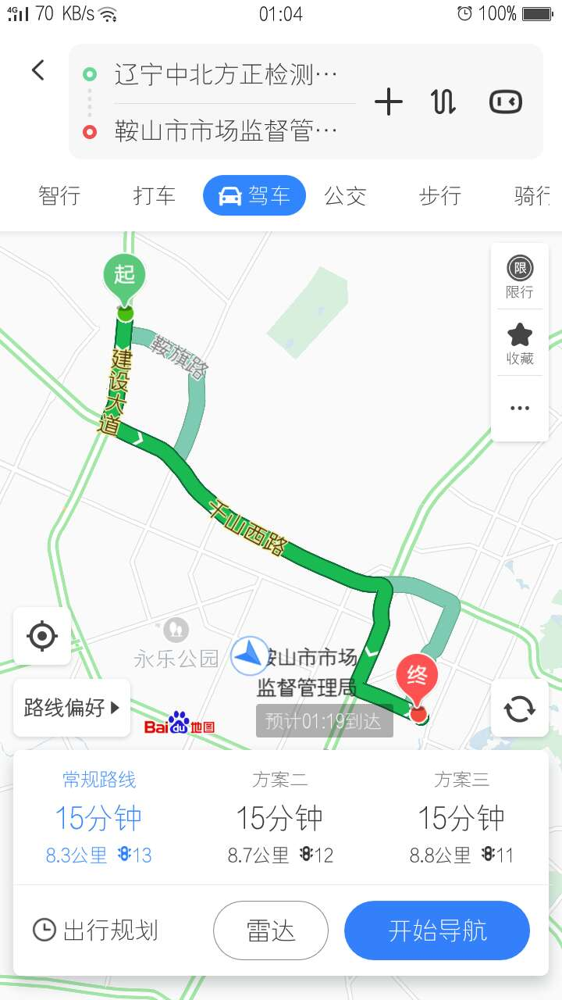 4G 70 KB/s 01:04 100%
辽宁中北方正检测…
鞍山市市场监督管…
智行 打车 驾车 公交 步行 骑行
起
限
限行
收藏
鞍旗路
建设大道
千山西路
永乐公园
鞍山市市场
监督管理局
终
预计01:19到达
路线偏好
Bai du 地图
常规路线 方案二 方案三
15分钟 15分钟 15分钟
8.3公里 13 8.7公里 12 8.8公里 11
出行规划 雷达 开始导航